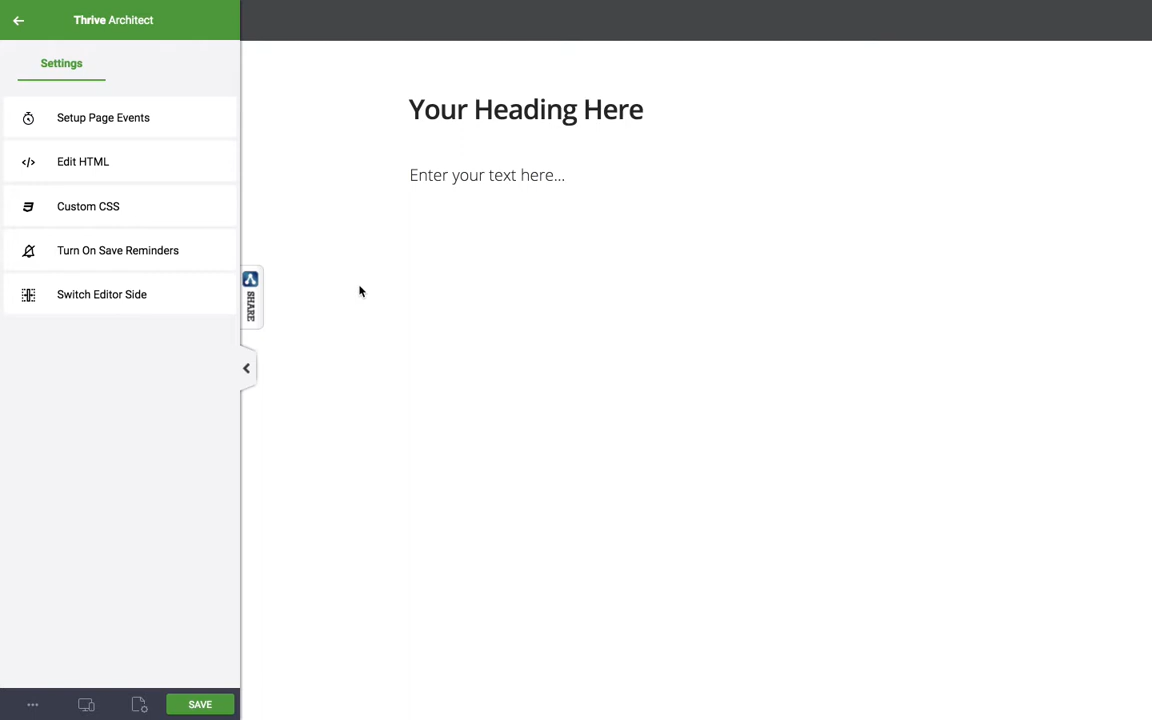 Thrive Architect
Settings
Setup Page Events
Edit HTML
Custom CSS
Turn On Save Reminders
Switch Editor Side
SHARE
Your Heading Here
Enter your text here...
SAVE